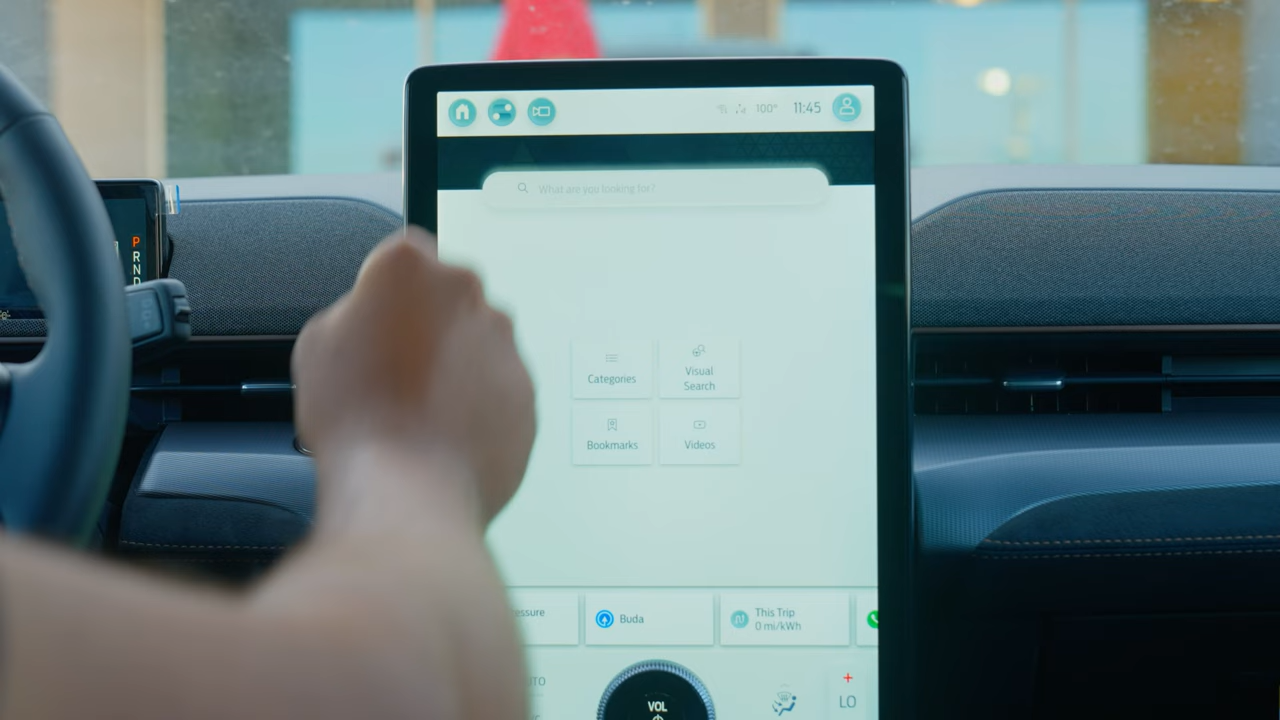 100°
11:45
What are you looking for?
P
R
N
D
Categories
Visual
Search
Bookmarks
Videos
Buda
This Trip
0 mi/kWh
VOL
LO